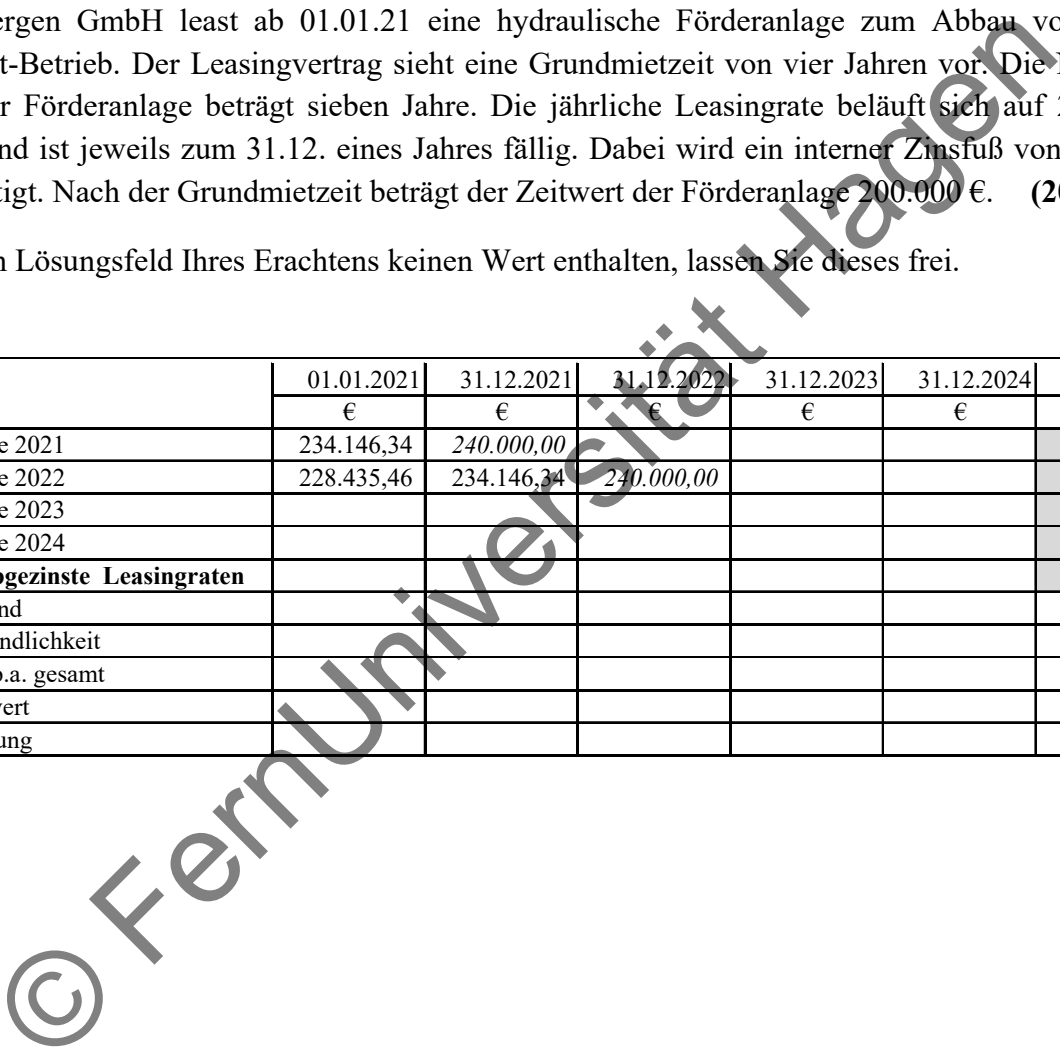 ergen GmbH least ab 01.01.21 eine hydraulische Förderanlage zum Abbau vo
t-Betrieb. Der Leasingvertrag sieht eine Grundmietzeit von vier Jahren vor. Die
r Förderanlage beträgt sieben Jahre. Die jährliche Leasingrate beläuft sich auf
nd ist jeweils zum 31.12. eines Jahres fällig. Dabei wird ein interner Zinsfuß von
tigt. Nach der Grundmietzeit beträgt der Zeitwert der Förderanlage 200.000 €. (20
n Lösungsfeld Ihres Erachtens keinen Wert enthalten, lassen Sie dieses frei.
01.01.2021 31.12.2021 31.12.2022 31.12.2023 31.12.2024
€ € € € €
e 2021 234.146,34 240.000,00
e 2022 228.435,46 234.146,34 240.000,00
e 2023
e 2024
ogezinste Leasingraten
nd
ndlichkeit
o.a. gesamt
vert
ung
© FernUniversität Hagen